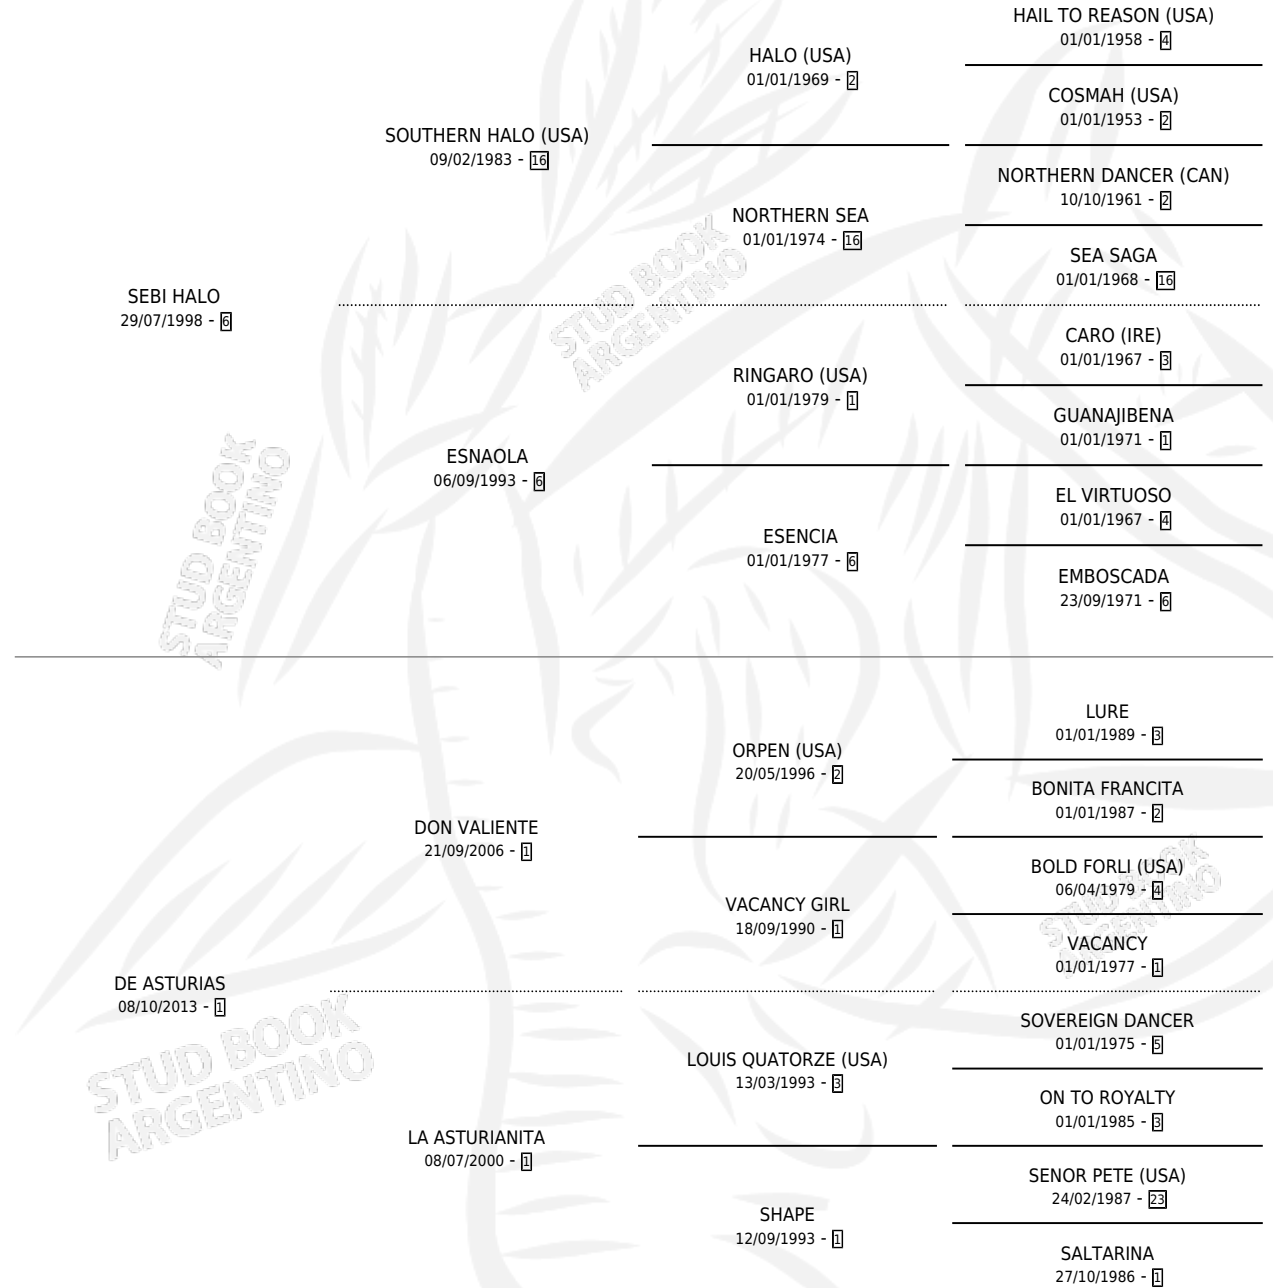 HAIL TO REASON (USA)
01/01/1958 - 4
HALO (USA)
01/01/1969 - 2
COSMAH (USA)
01/01/1953 - 2
SOUTHERN HALO (USA)
09/02/1983 - 16
NORTHERN DANCER (CAN)
10/10/1961 - 2
NORTHERN SEA
01/01/1974 - 16
SEA SAGA
01/01/1968 - 16
SEBI HALO
29/07/1998 - 6
STUD BOOK
ARGENTINO
CARO (IRE)
01/01/1967 - 3
RINGARO (USA)
01/01/1979 - 1
GUANAJIBENA
01/01/1971 - 1
ESNAOLA
06/09/1993 - 6
EL VIRTUOSO
01/01/1967 - 4
ESENCIA
01/01/1977 - 6
EMBOSCADA
23/09/1971 - 6
STUD BOOK
ARGENTINO
LURE
01/01/1989 - 3
ORPEN (USA)
20/05/1996 - 2
BONITA FRANCITA
01/01/1987 - 2
DON VALIENTE
21/09/2006 - 1
BOLD FORLI (USA)
06/04/1979 - 4
VACANCY GIRL
18/09/1990 - 1
VACANCY
01/01/1977 - 1
STUD BOOK
ARGENTINO
DE ASTURIAS
08/10/2013 - 1
SOVEREIGN DANCER
01/01/1975 - 5
LOUIS QUATORZE (USA)
13/03/1993 - 3
ON TO ROYALTY
01/01/1985 - 3
STUD BOOK
ARGENTINO
LA ASTURIANITA
08/07/2000 - 1
SENOR PETE (USA)
24/02/1987 - 23
SHAPE
12/09/1993 - 1
SALTARINA
27/10/1986 - 1